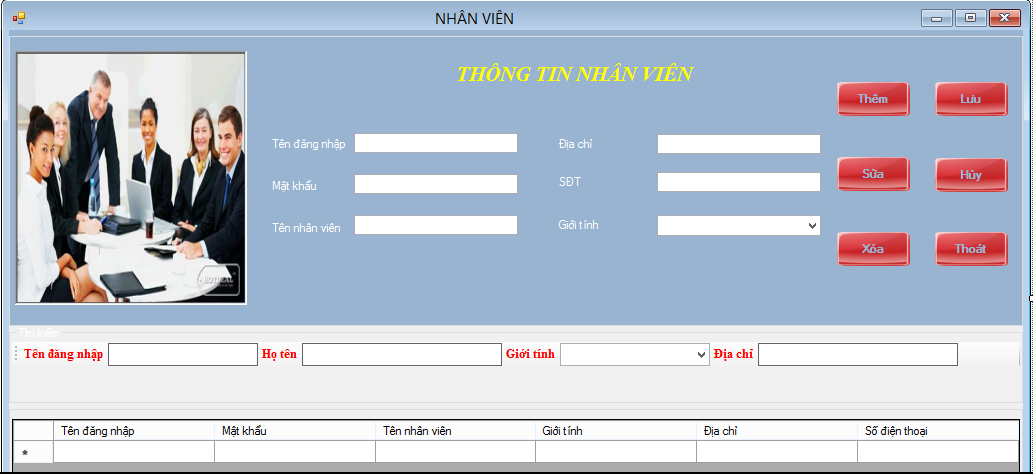 NHÂN VIÊN
THÔNG TIN NHÂN VIÊN
Thêm Lưu
Tên đăng nhập Địa chỉ
Mật khẩu SĐT
Sửa Hủy
Tên nhân viên Giới tính
Xóa Thoát
Tìm kiếm
Tên đăng nhập Họ tên Giới tính Địa chỉ
Tên đăng nhập Mật khẩu Tên nhân viên Giới tính Địa chỉ Số điện thoại